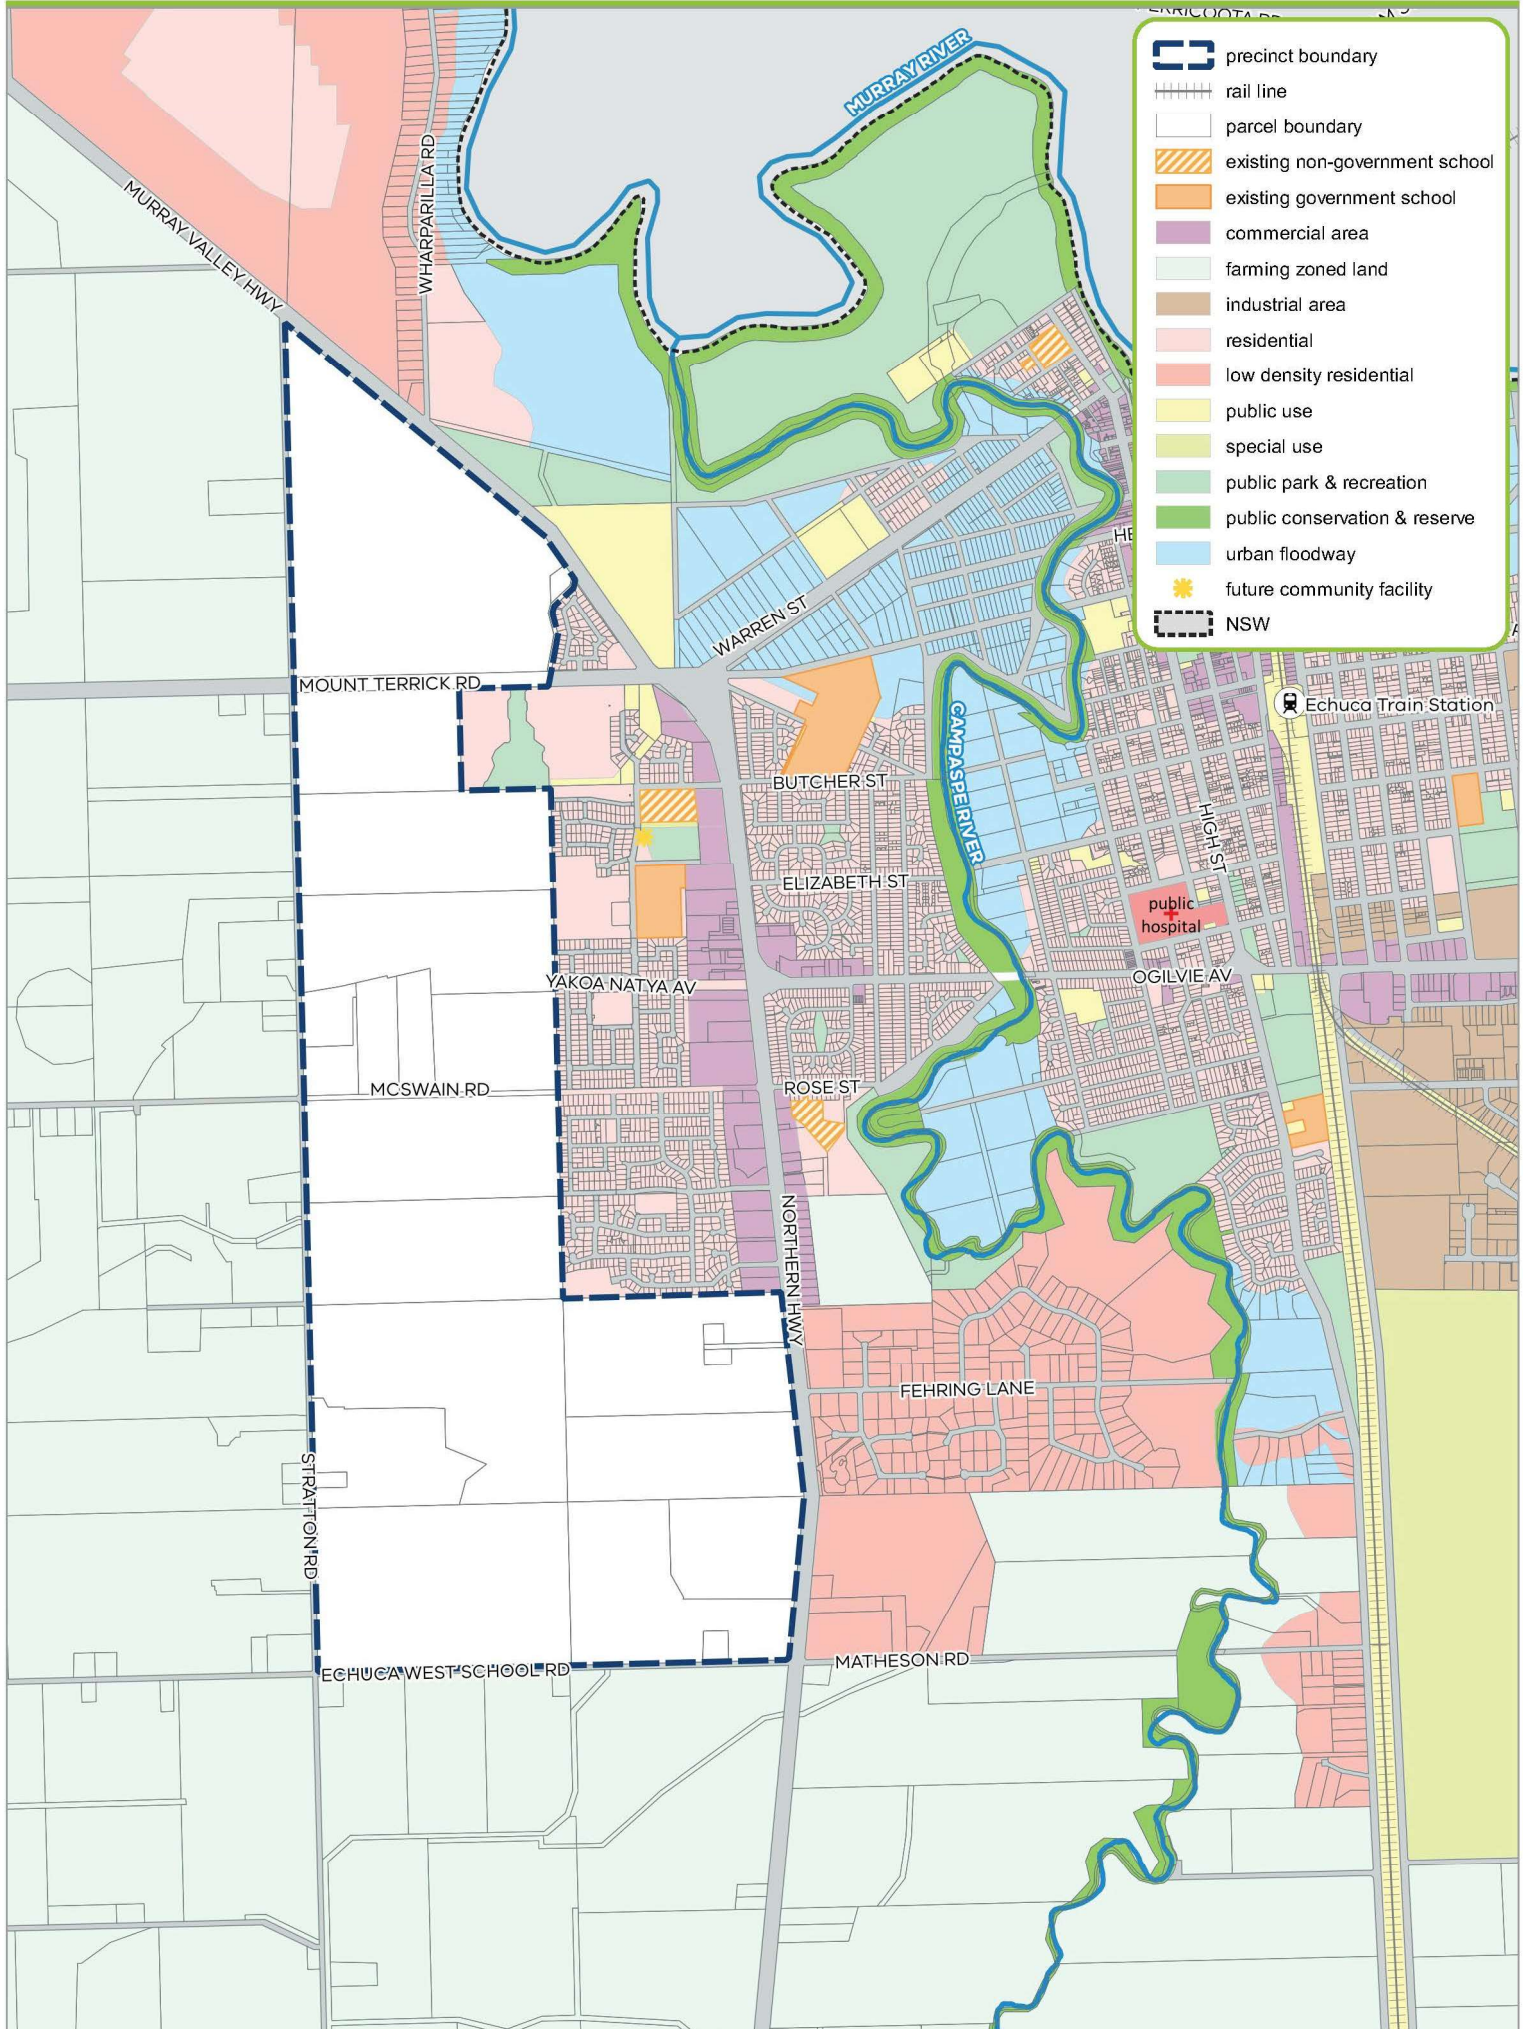 precinct boundary
rail line
parcel boundary
existing non-government school
existing government school
commercial area
farming zoned land
industrial area
residential
low density residential
public use
special use
public park & recreation
public conservation & reserve
urban floodway
future community facility
NSW
MURRAY RIVER
WHARPARILLA RD
MURRAY VALLEY HWY
HE
WARREN ST
MOUNT TERRICK RD
Echuca Train Station
CAMPASPE RIVER
BUTCHER ST
HIGH ST
ELIZABETH ST
public
hospital
OGILVIE AV
YAKOA NATYA AV
MCSWAIN RD
ROSE ST
NORTHERN HWY
FEHRING LANE
STRATTON RD
MATHESON RD
ECHUCA WEST SCHOOL RD